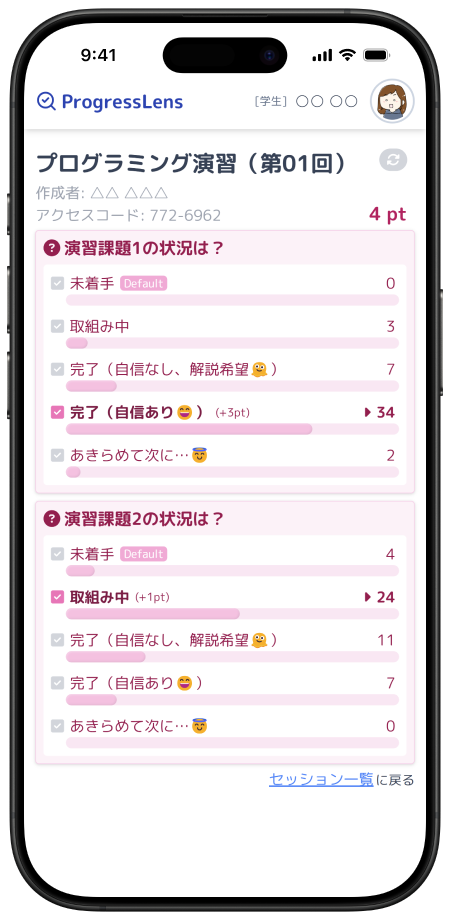 9:41
ProgressLens
[学生] 〇〇 〇〇
プログラミング演習（第01回）
作成者: △△ △△△
アクセスコード: 772-6962
4 pt
演習課題1の状況は？
未着手 Default 0
取組み中 3
完了（自信なし、解説希望🫠） 7
完了（自信あり😄） (+3pt) 34
あきらめて次に…😇 2
演習課題2の状況は？
未着手 Default 4
取組み中 (+1pt) 24
完了（自信なし、解説希望🫠） 11
完了（自信あり😄） 7
あきらめて次に…😇 0
セッション一覧に戻る